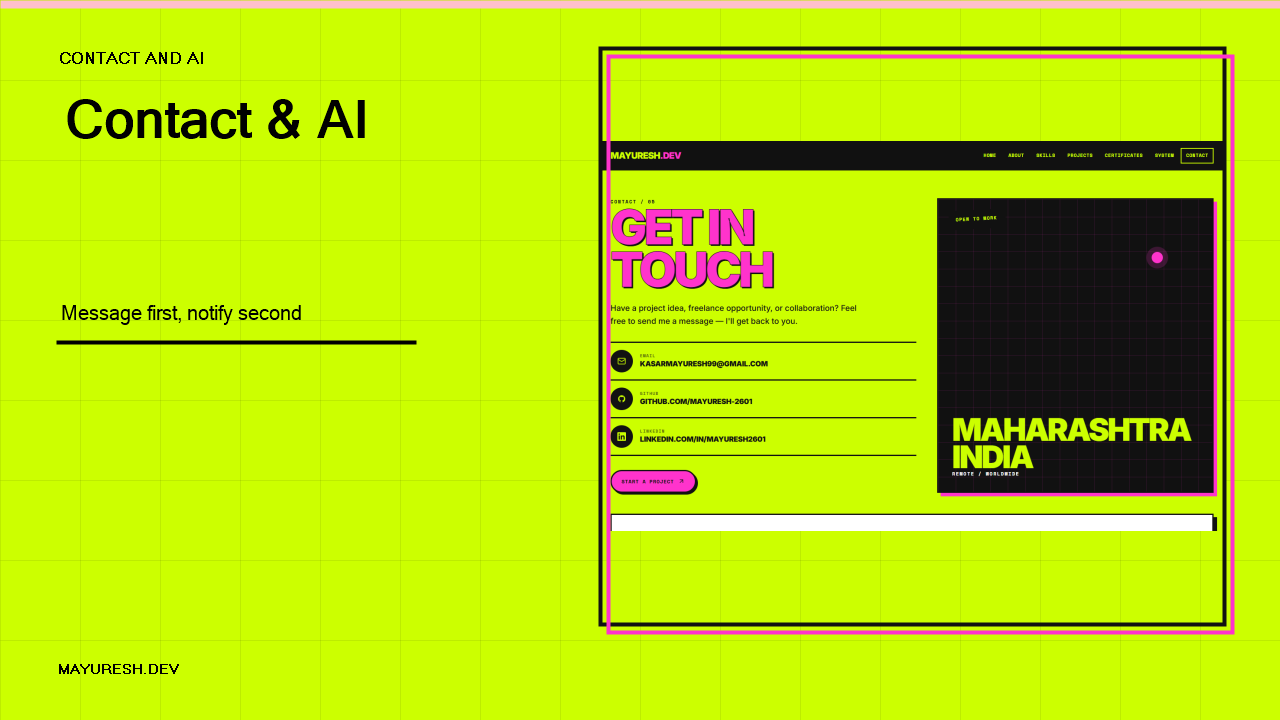 CONTACT AND AI
Contact & AI
Message first, notify second
MAYURESH.DEV
MAYURESH.DEV
HOME ABOUT SKILLS PROJECTS CERTIFICATES SYSTEM CONTACT
CONTACT / 06
GET IN
TOUCH
Have a project idea, freelance opportunity, or collaboration? Feel
free to send me a message — I'll get back to you.
EMAIL
KASARMAYURESH99@GMAIL.COM
GITHUB
GITHUB.COM/MAYURESH-2601
LINKEDIN
LINKEDIN.COM/IN/MAYURESH2601
START A PROJECT ↗
OPEN TO WORK
MAHARASHTRA
INDIA
REMOTE / WORLDWIDE